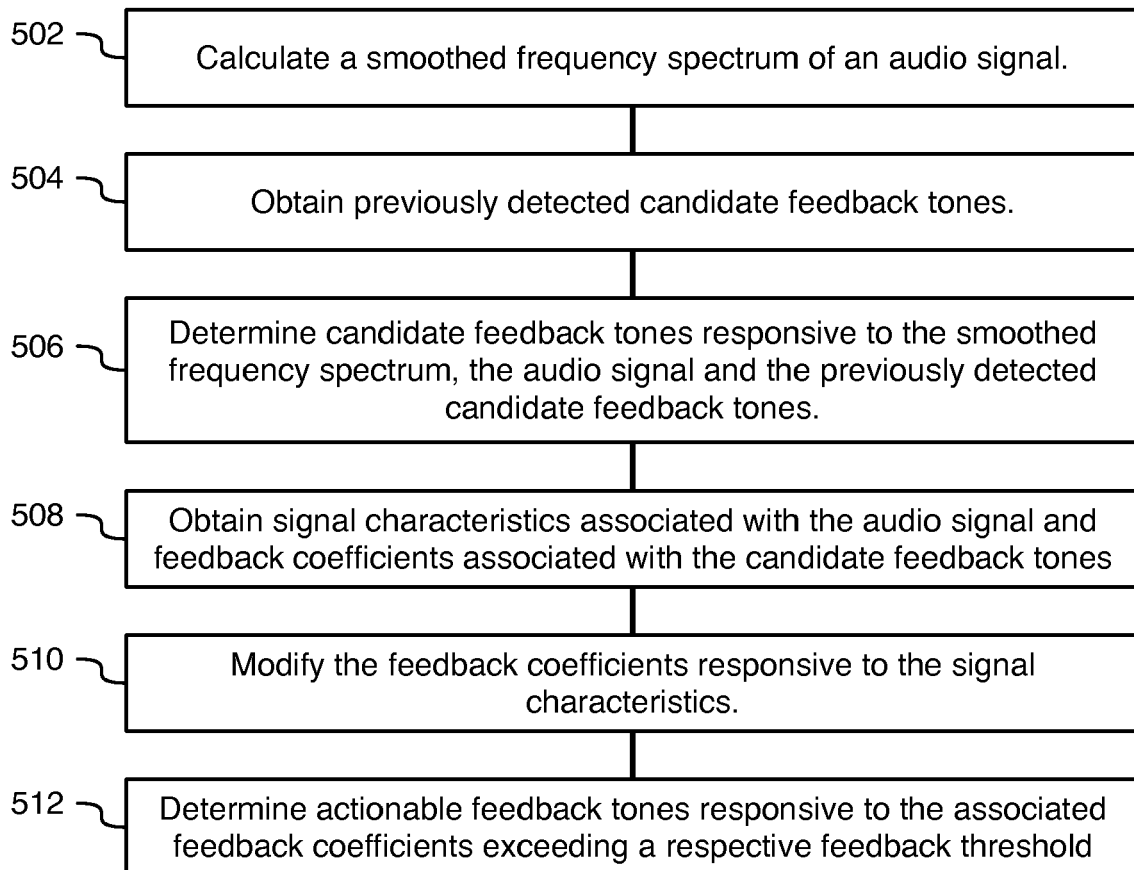 502
Calculate a smoothed frequency spectrum of an audio signal.
504
Obtain previously detected candidate feedback tones.
506
Determine candidate feedback tones responsive to the smoothed
frequency spectrum, the audio signal and the previously detected
candidate feedback tones.
508
Obtain signal characteristics associated with the audio signal and
feedback coefficients associated with the candidate feedback tones
510
Modify the feedback coefficients responsive to the signal
characteristics.
512
Determine actionable feedback tones responsive to the associated
feedback coefficients exceeding a respective feedback threshold